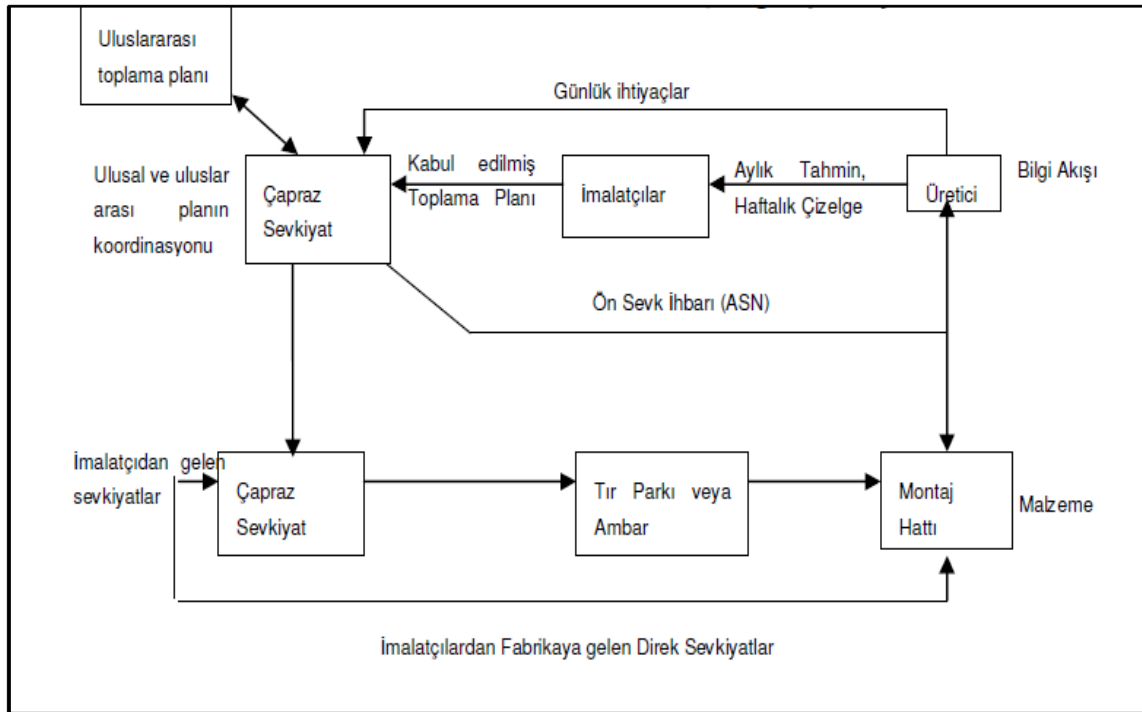 Uluslararası
toplama planı
Günlük ihtiyaçlar
Ulusal ve uluslar
arası planın
koordinasyonu
Çapraz
Sevkiyat
Kabul edilmiş
Toplama Planı
İmalatçılar
Aylık Tahmin,
Haftalık Çizelge
Üretici
Bilgi Akışı
Ön Sevk İhbarı (ASN)
İmalatçıdan gelen
sevkiyatlar
Çapraz
Sevkiyat
Tır Parkı veya
Ambar
Montaj
Hattı
Malzeme
İmalatçılardan Fabrikaya gelen Direk Sevkiyatlar